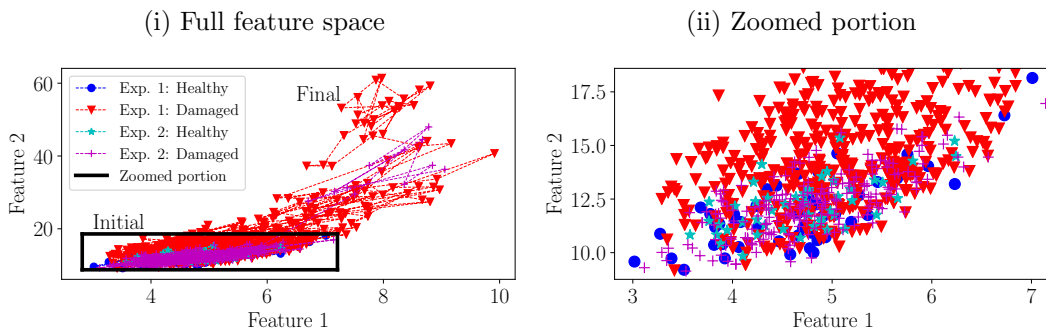 (i) Full feature space
60
40
20
Feature 2
Exp. 1: Healthy
Exp. 1: Damaged
Exp. 2: Healthy
Exp. 2: Damaged
Zoomed portion
Final
Initial
4 6 8 10
Feature 1
(ii) Zoomed portion
17.5
15.0
12.5
10.0
Feature 2
3 4 5 6 7
Feature 1